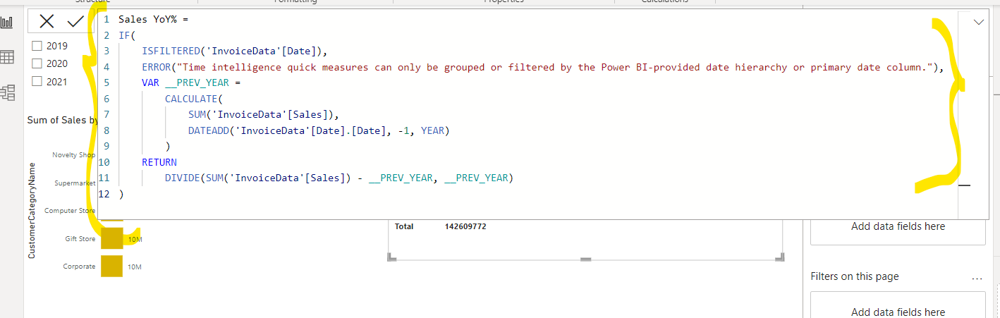 Structure
Formatting
Properties
Calculations
1 Sales YoY% =
2 IF(
3 ISFILTERED('InvoiceData'[Date]),
4 ERROR("Time intelligence quick measures can only be grouped or filtered by the Power BI-provided date hierarchy or primary date column."),
5 VAR __PREV_YEAR =
6 CALCULATE(
7 SUM('InvoiceData'[Sales]),
8 DATEADD('InvoiceData'[Date].[Date], -1, YEAR)
9 )
10 RETURN
11 DIVIDE(SUM('InvoiceData'[Sales]) - __PREV_YEAR, __PREV_YEAR)
12 )
2019
2020
2021
Sum of Sales by
CustomerCategoryName
Novelty Shop
Supermarket
Computer Store
Gift Store 10M
Corporate 10M
Total 142609772
Add data fields here
Filters on this page ...
Add data fields here